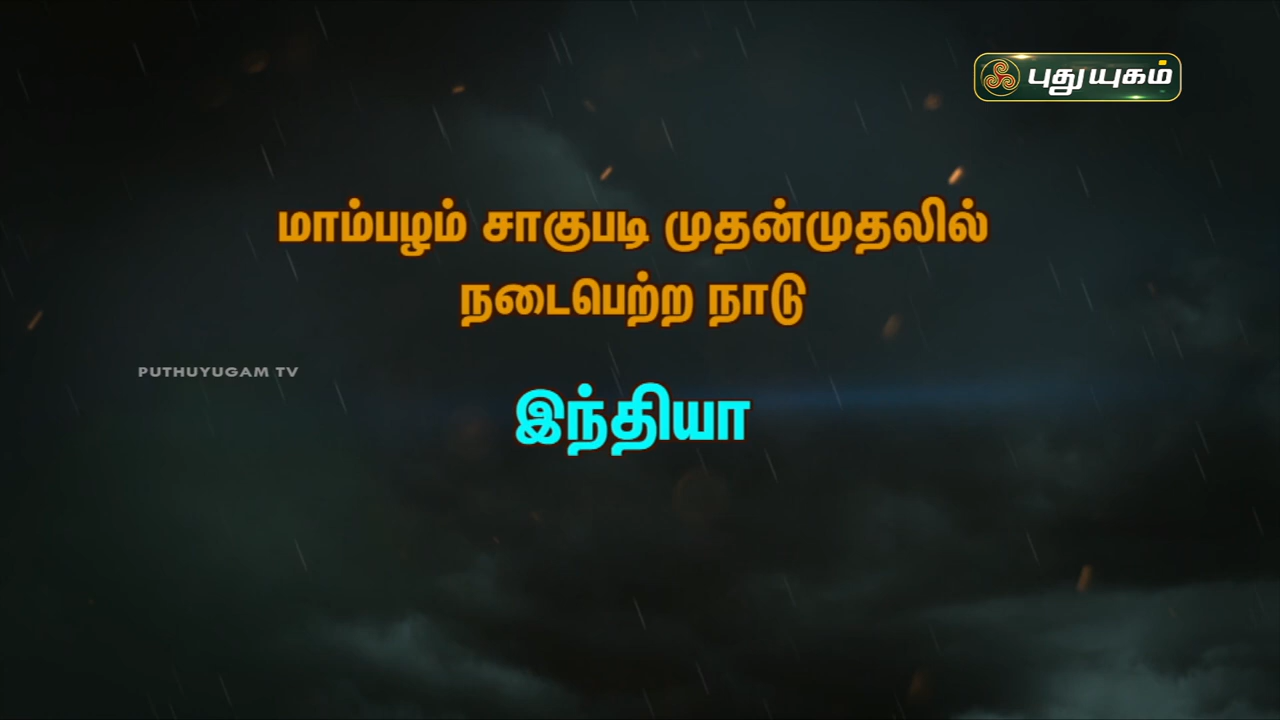 புதுயுகம்
மாம்பழம் சாகுபடி முதன்முதலில்
நடைபெற்ற நாடு
PUTHUYUGAM TV
இந்தியா